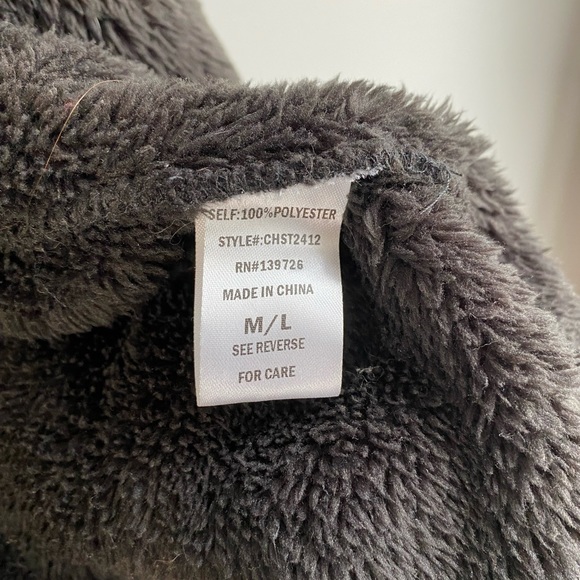 SELF:100%POLYESTER
STYLE#:CHST2412
RN#139726
MADE IN CHINA
M/L
SEE REVERSE
FOR CARE